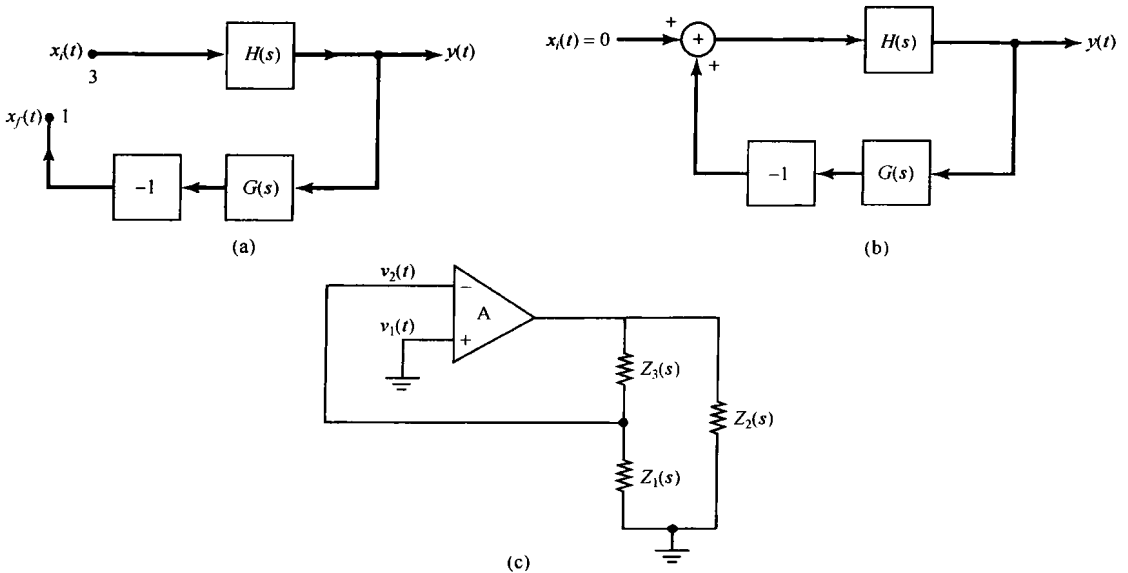 x_i(t) H(s) y(t)
3
x_f(t) 1
−1 G(s)
(a)
x_i(t) = 0 + + H(s) y(t)
+
−1 G(s)
(b)
v_2(t) −
A
v_1(t) +
Z_3(s)
Z_2(s)
Z_1(s)
(c)